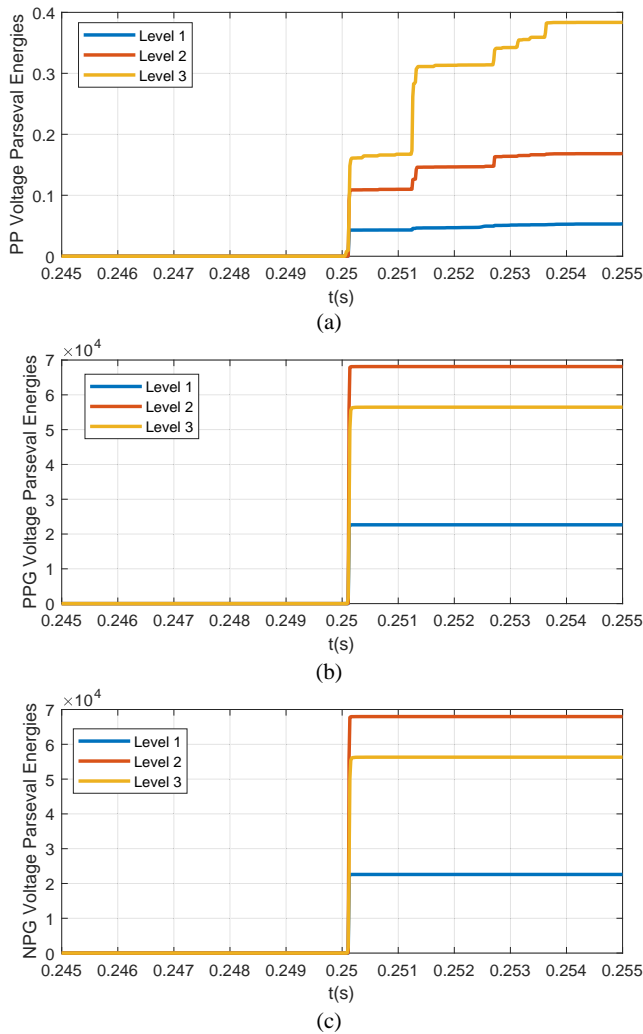 0.4
Level 1
Level 2
Level 3
0.3
0.2
0.1
0
PP Voltage Parseval Energies
0.245 0.246 0.247 0.248 0.249 0.25 0.251 0.252 0.253 0.254 0.255
t(s)
(a)
×10⁴
7
Level 1
Level 2
Level 3
6
5
4
3
2
1
0
PPG Voltage Parseval Energies
0.245 0.246 0.247 0.248 0.249 0.25 0.251 0.252 0.253 0.254 0.255
t(s)
(b)
×10⁴
7
Level 1
Level 2
Level 3
6
5
4
3
2
1
0
NPG Voltage Parseval Energies
0.245 0.246 0.247 0.248 0.249 0.25 0.251 0.252 0.253 0.254 0.255
t(s)
(c)